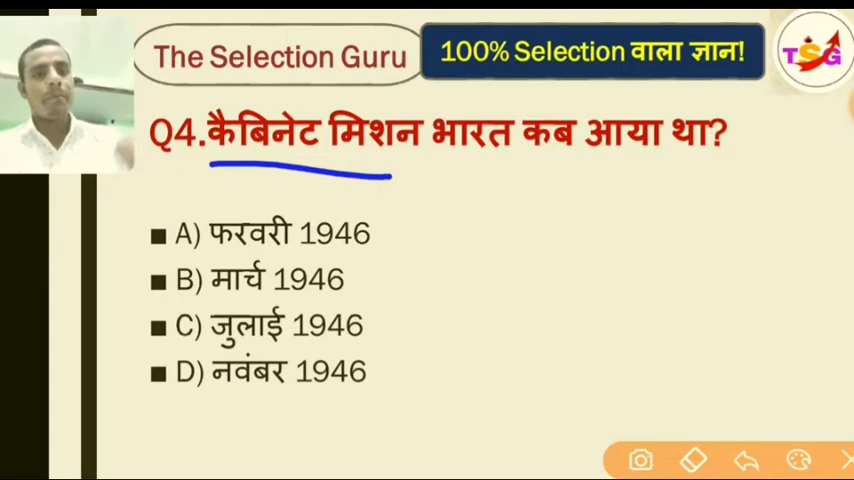 The Selection Guru
100% Selection वाला ज्ञान!
TSG
Q4.कैबिनेट मिशन भारत कब आया था?
A) फरवरी 1946
B) मार्च 1946
C) जुलाई 1946
D) नवंबर 1946